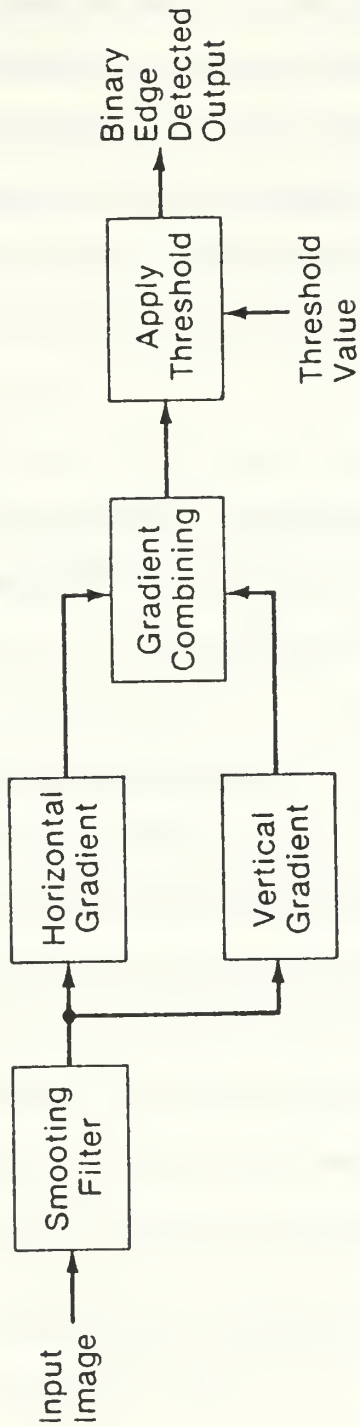 Input
Image
Smooting
Filter
Horizontal
Gradient
Vertical
Gradient
Gradient
Combining
Apply
Threshold
Threshold
Value
Binary
Edge
Detected
Output